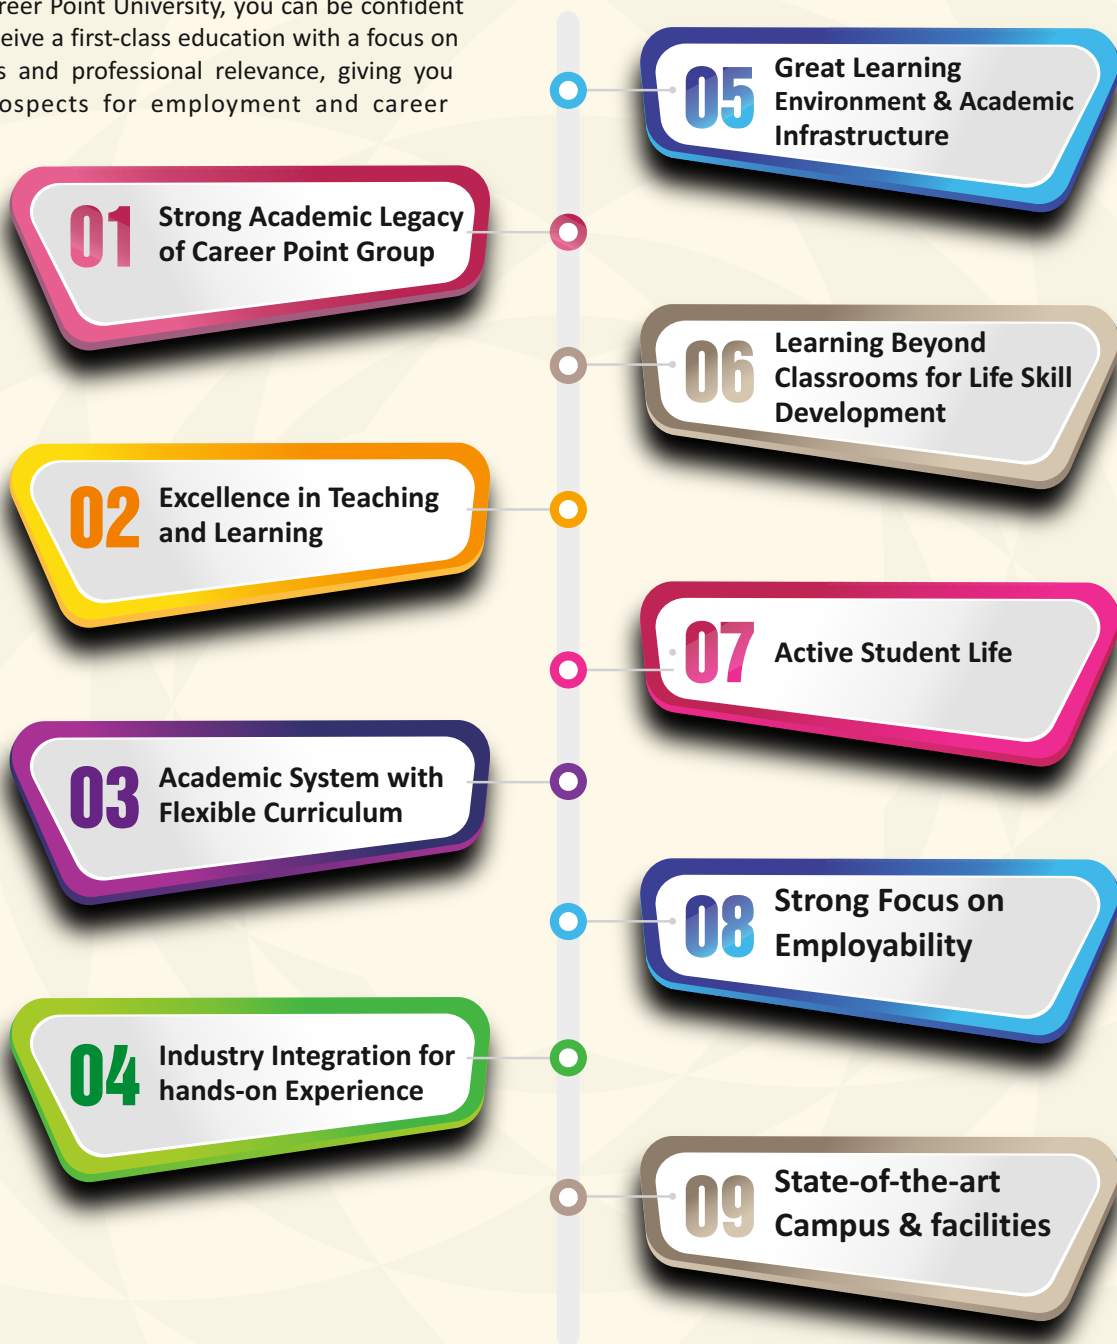 reer Point University, you can be confident
eive a first-class education with a focus on
s and professional relevance, giving you
ospects for employment and career
01
Strong Academic Legacy
of Career Point Group
02
Excellence in Teaching
and Learning
03
Academic System with
Flexible Curriculum
04
Industry Integration for
hands-on Experience
05
Great Learning
Environment & Academic
Infrastructure
06
Learning Beyond
Classrooms for Life Skill
Development
07
Active Student Life
08
Strong Focus on
Employability
09
State-of-the-art
Campus & facilities